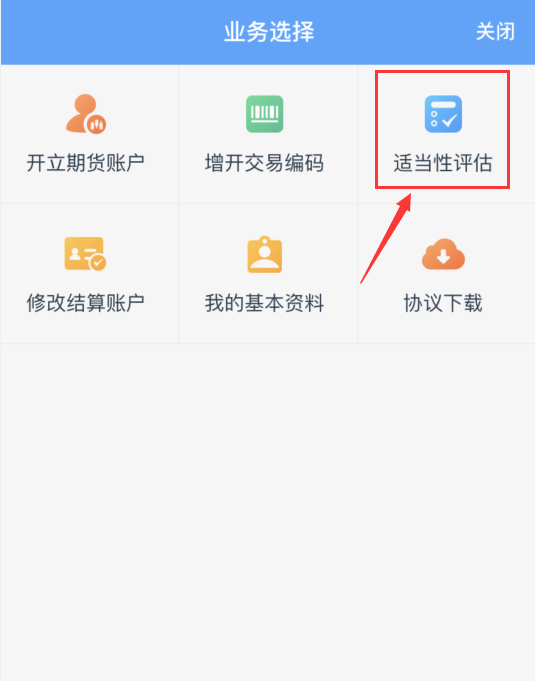 业务选择 关闭
开立期货账户 增开交易编码 适当性评估
修改结算账户 我的基本资料 协议下载